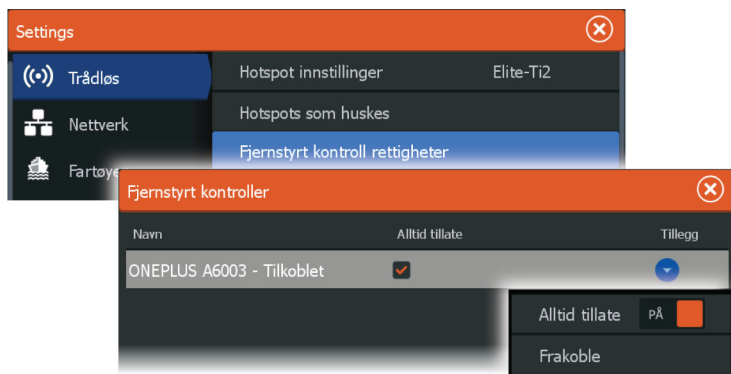 Settings
Trådløs
Hotspot innstillinger Elite-Ti2
Nettverk
Hotspots som huskes
Fjernstyrt kontroll rettigheter
Fartøye
Fjernstyrt kontroller
Navn Alltid tillate Tillegg
ONEPLUS A6003 - Tilkoblet
Alltid tillate PÅ
Frakoble